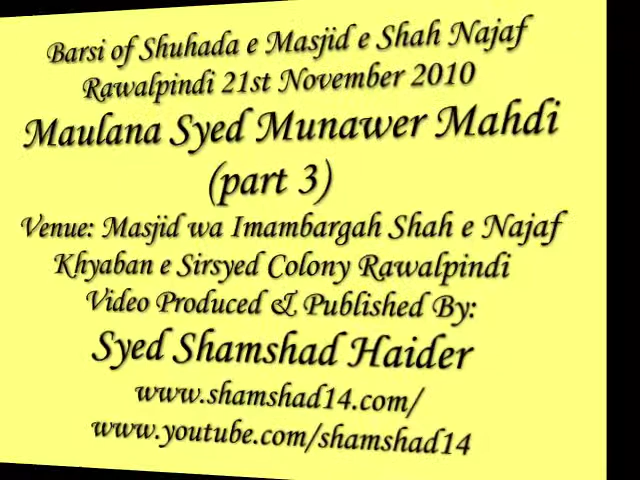 Barsi of Shuhada e Masjid e Shah Najaf
Rawalpindi 21st November 2010
Maulana Syed Munawer Mahdi
(part 3)
Venue: Masjid wa Imambargah Shah e Najaf
Khyaban e Sirsyed Colony Rawalpindi
Video Produced & Published By:
Syed Shamshad Haider
www.shamshad14.com/
www.youtube.com/shamshad14